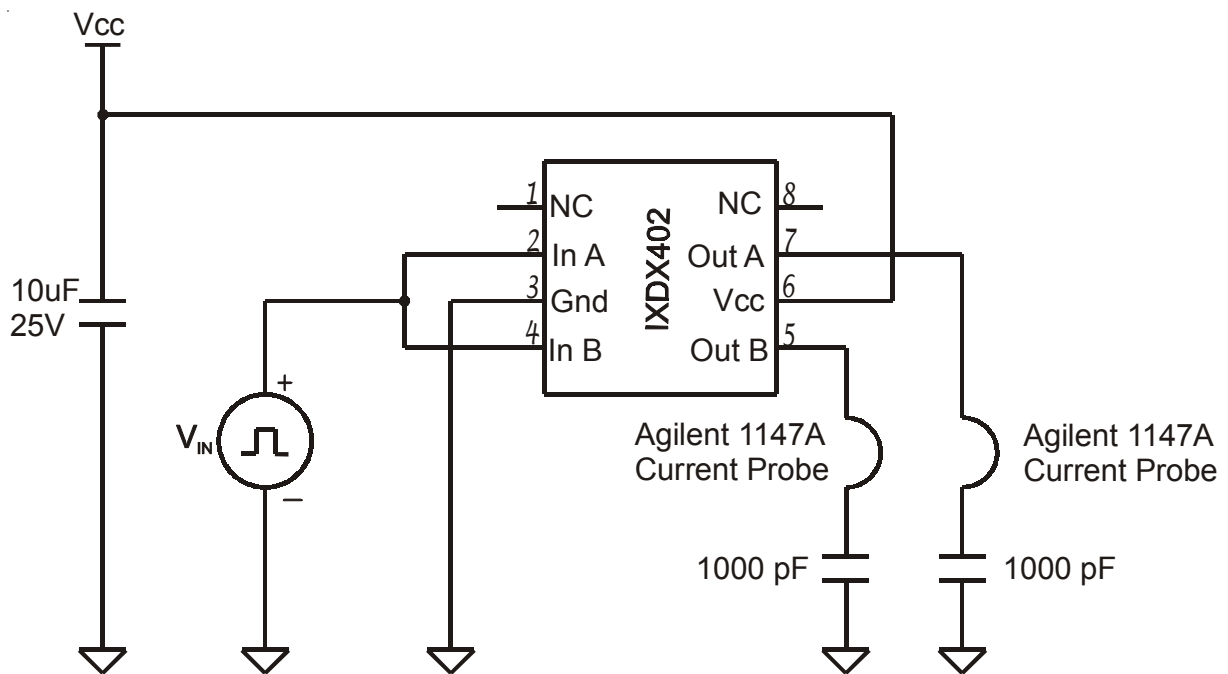 Vcc
1
NC
2
In A
3
Gnd
4
In B
IXDX402
NC
8
Out A
7
Vcc
6
Out B
5
10uF
25V
+
VIN
–
Agilent 1147A
Current Probe
Agilent 1147A
Current Probe
1000 pF
1000 pF